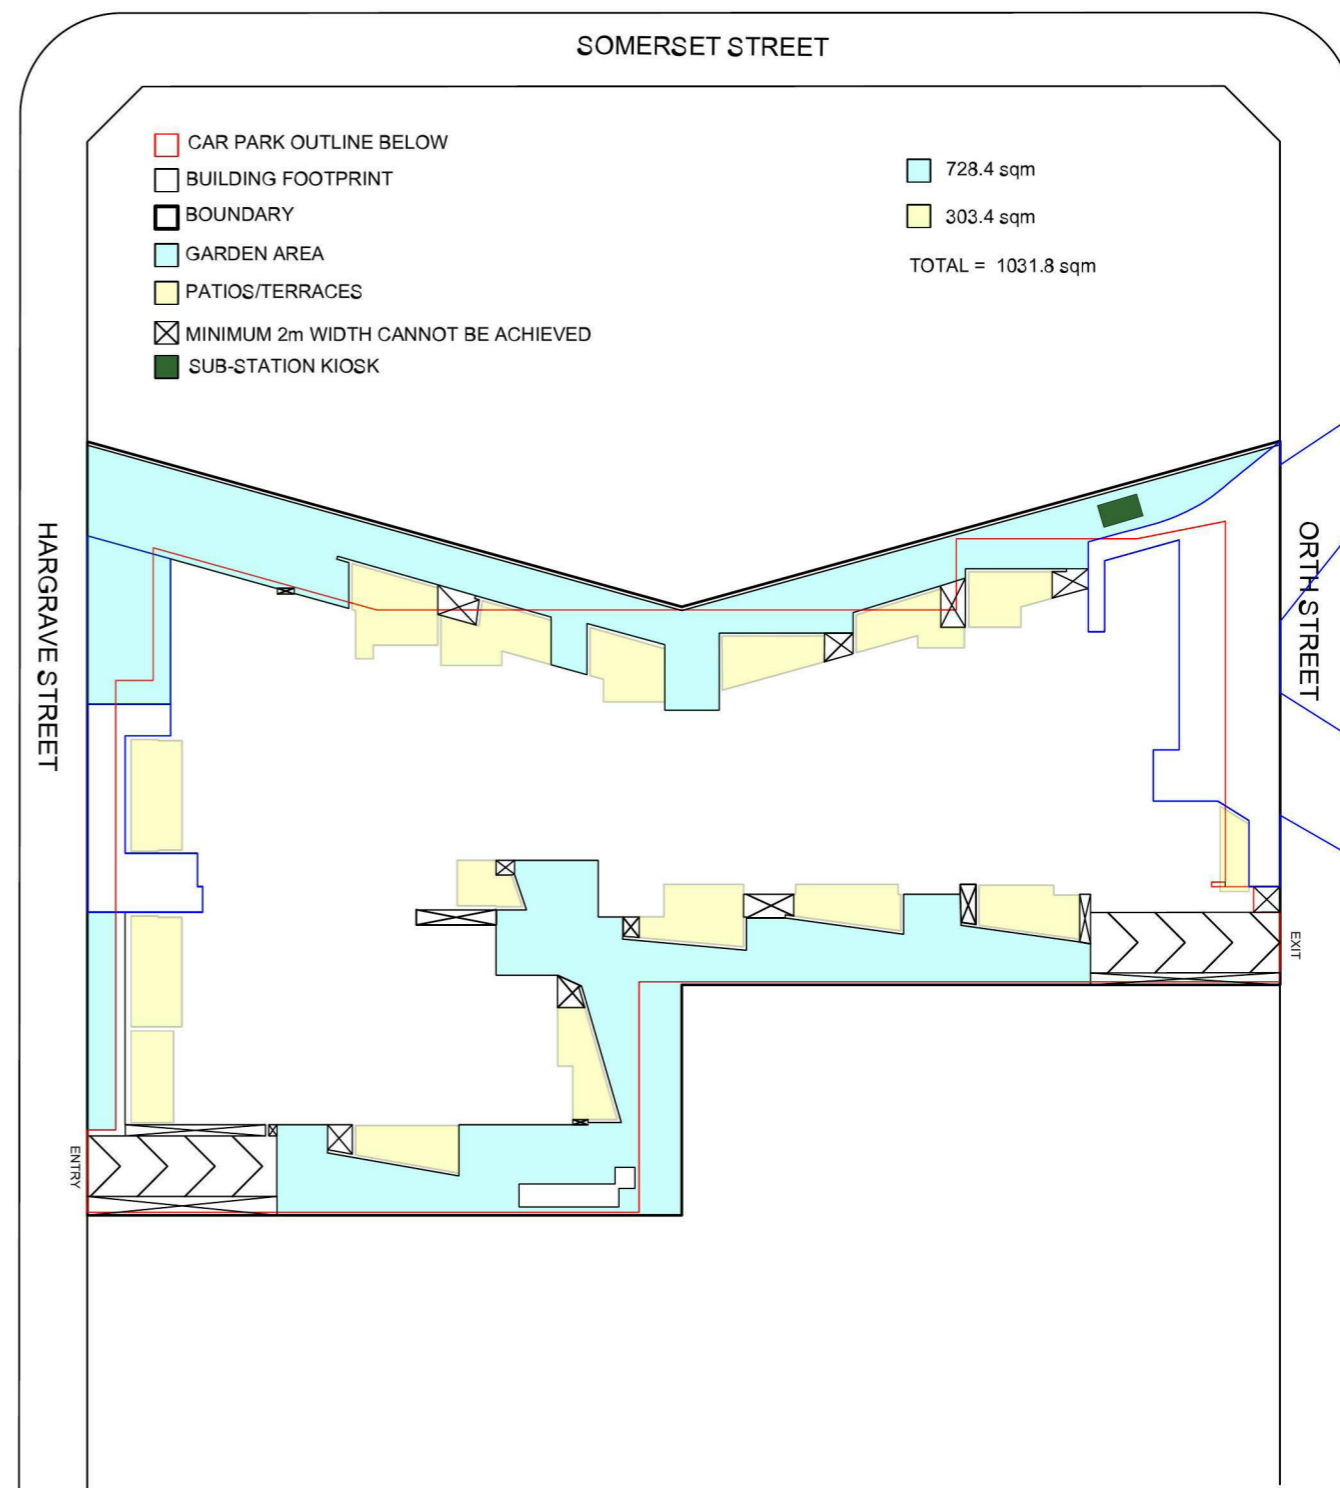 SOMERSET STREET
CAR PARK OUTLINE BELOW
BUILDING FOOTPRINT
BOUNDARY
GARDEN AREA
PATIOS/TERRACES
MINIMUM 2m WIDTH CANNOT BE ACHIEVED
SUB-STATION KIOSK
728.4 sqm
303.4 sqm
TOTAL = 1031.8 sqm
HARGRAVE STREET
ORTH STREET
EXIT
ENTRY